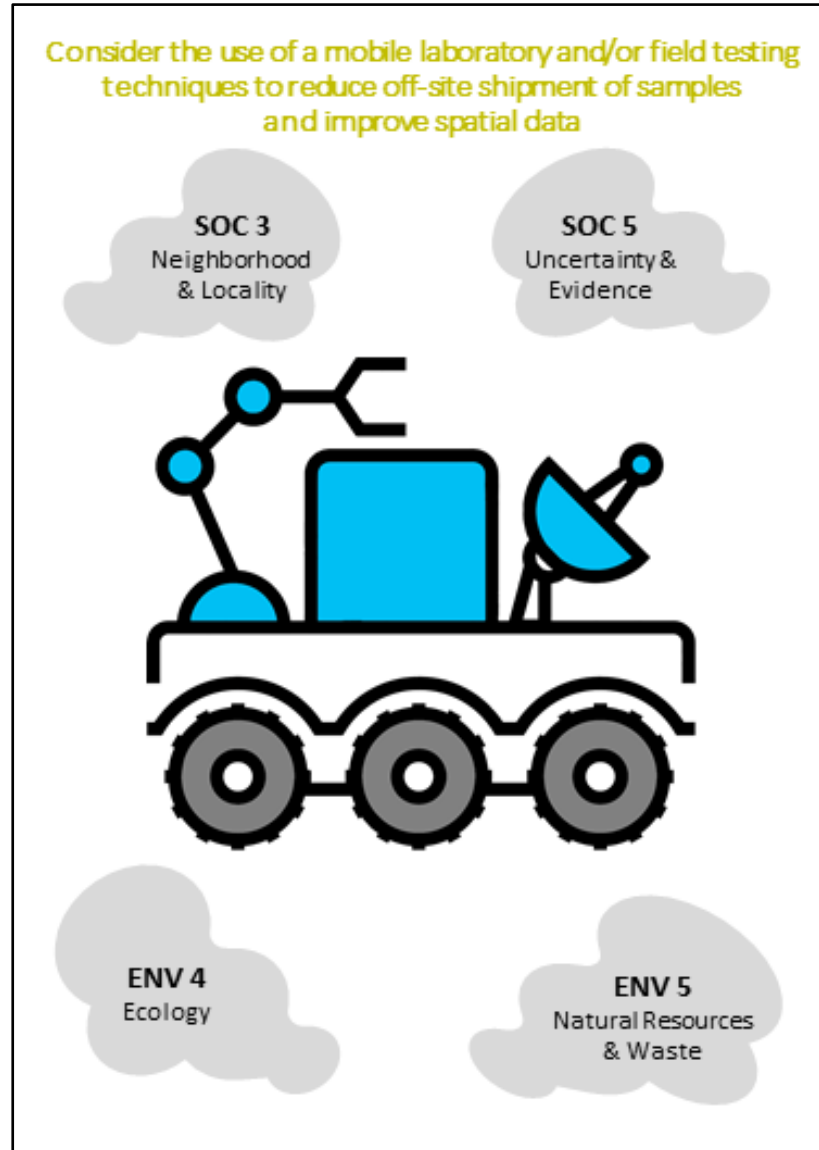 Consider the use of a mobile laboratory and/or field testing
techniques to reduce off-site shipment of samples
and improve spatial data
SOC 3
Neighborhood
& Locality
SOC 5
Uncertainty &
Evidence
ENV 4
Ecology
ENV 5
Natural Resources
& Waste